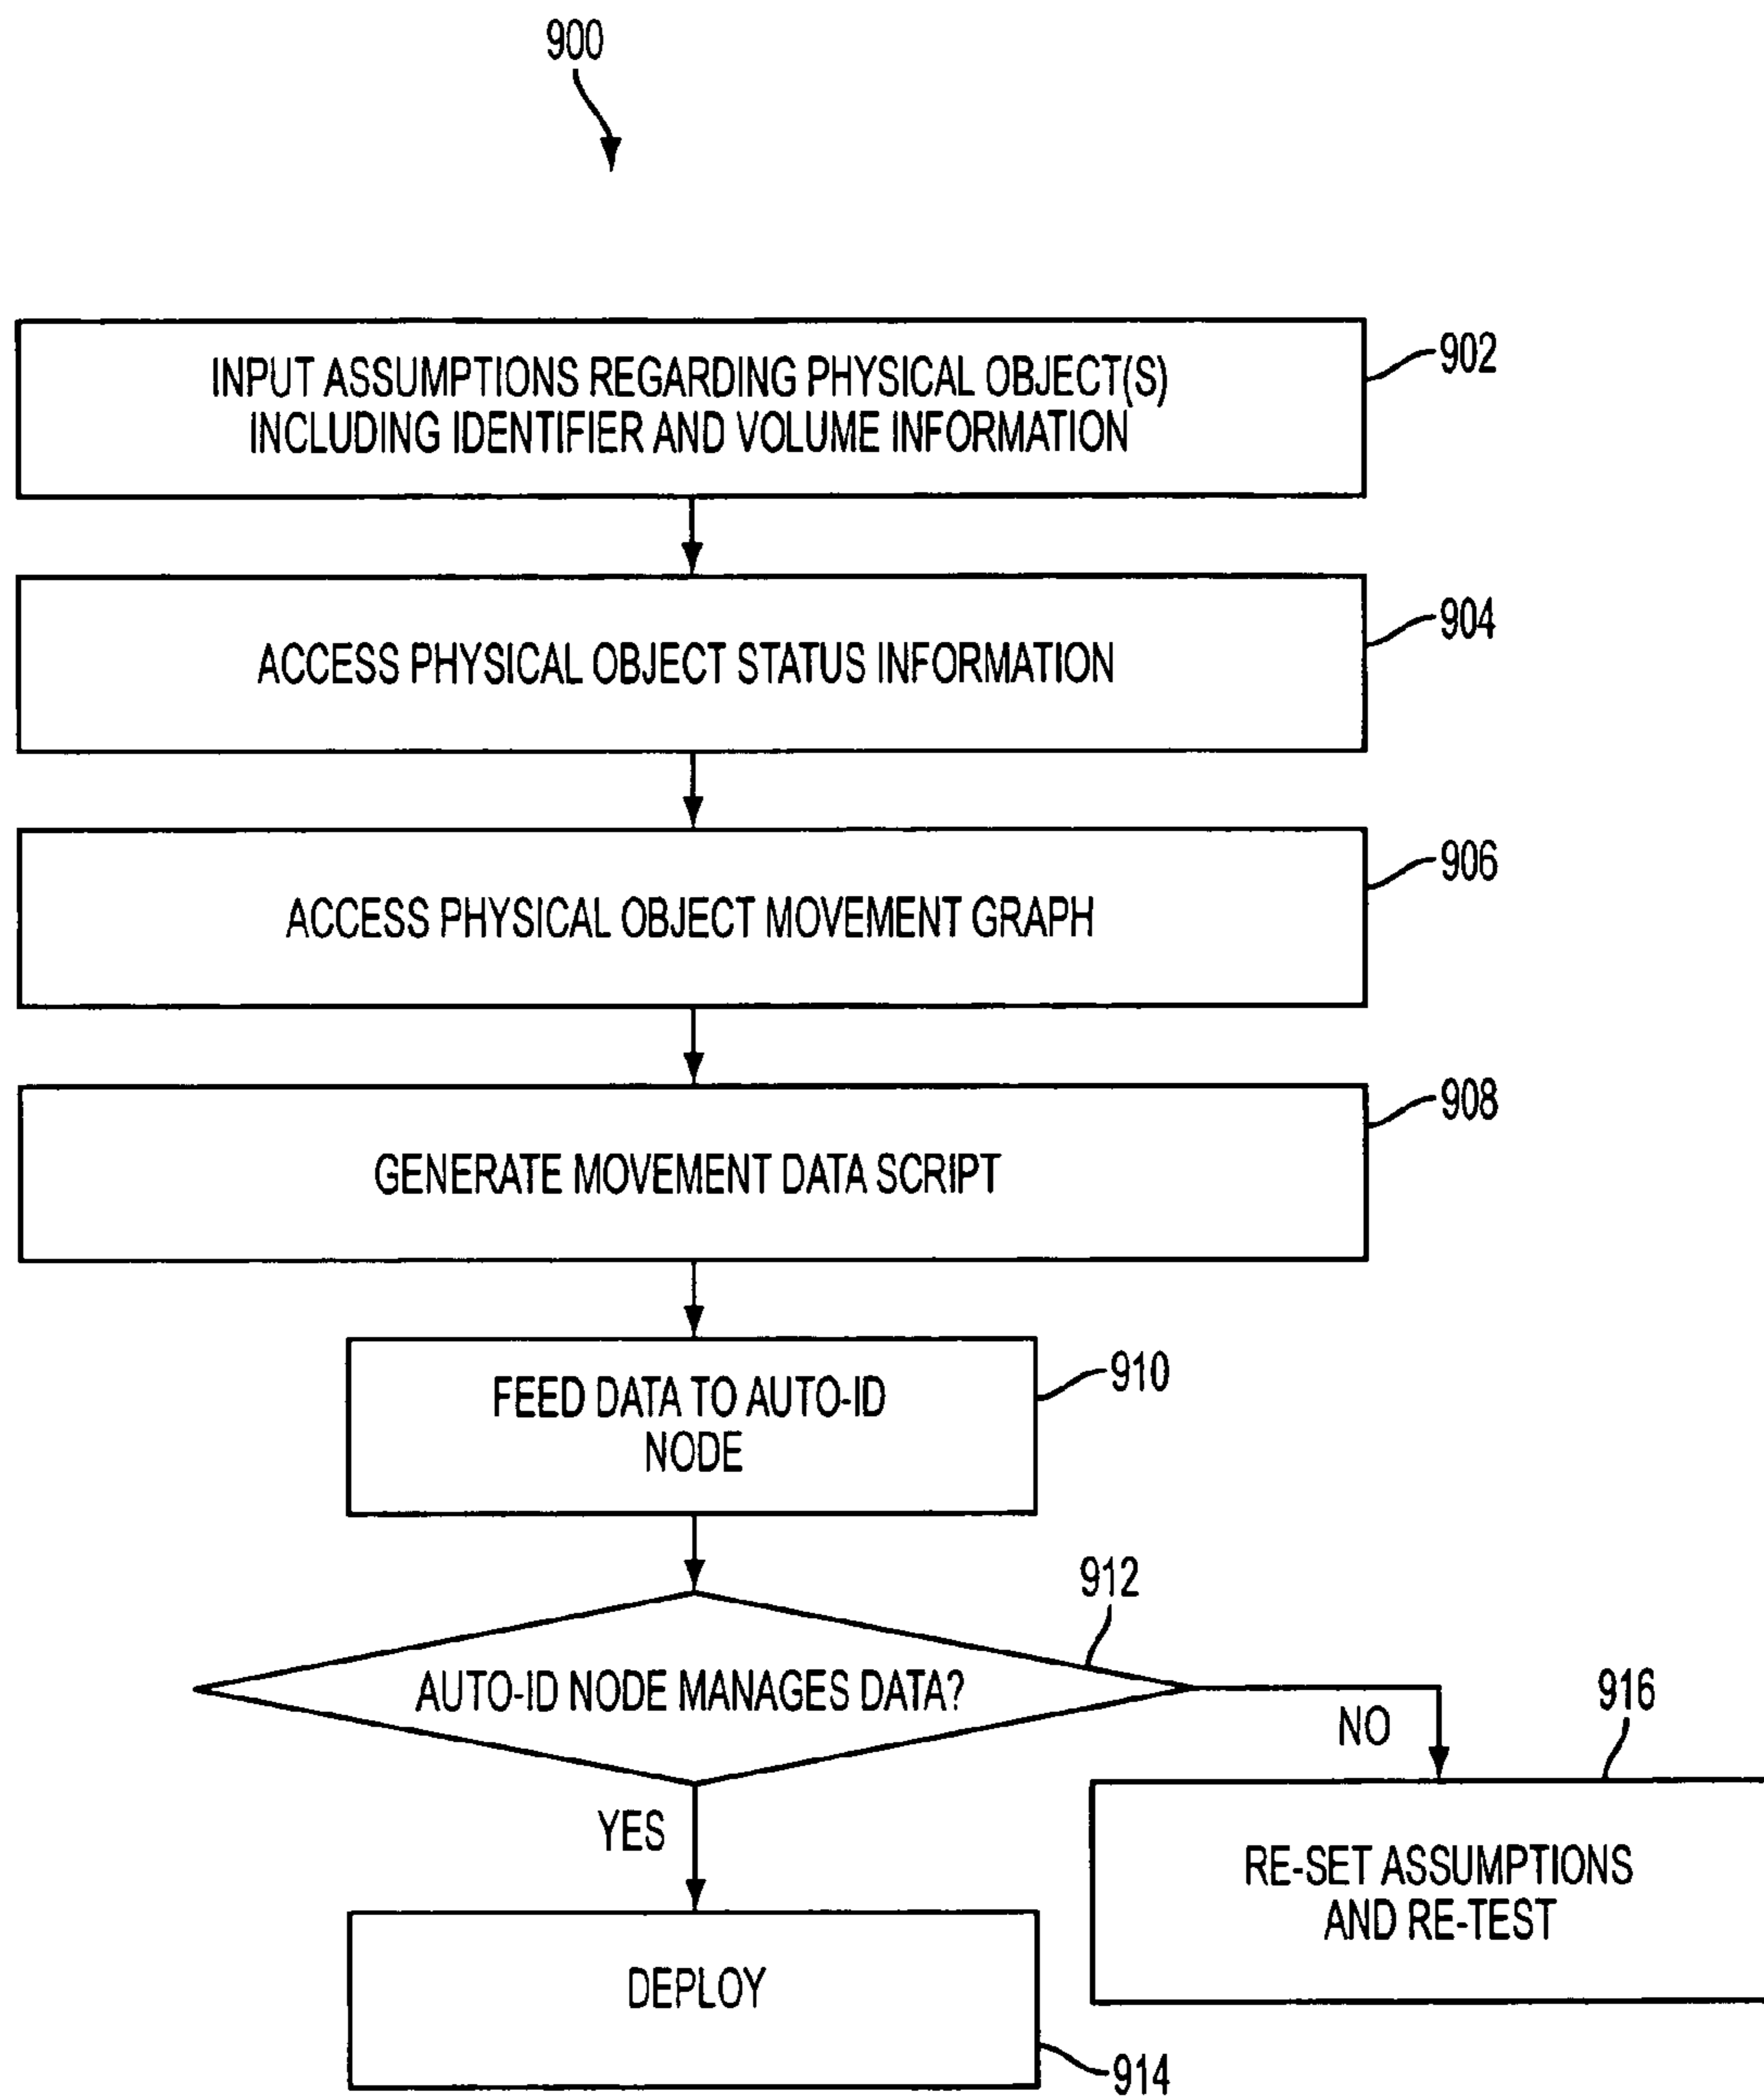 900
INPUT ASSUMPTIONS REGARDING PHYSICAL OBJECT(S)
INCLUDING IDENTIFIER AND VOLUME INFORMATION
902
ACCESS PHYSICAL OBJECT STATUS INFORMATION
904
ACCESS PHYSICAL OBJECT MOVEMENT GRAPH
906
GENERATE MOVEMENT DATA SCRIPT
908
FEED DATA TO AUTO-ID
NODE
910
AUTO-ID NODE MANAGES DATA?
912
NO
YES
916
RE-SET ASSUMPTIONS
AND RE-TEST
DEPLOY
914